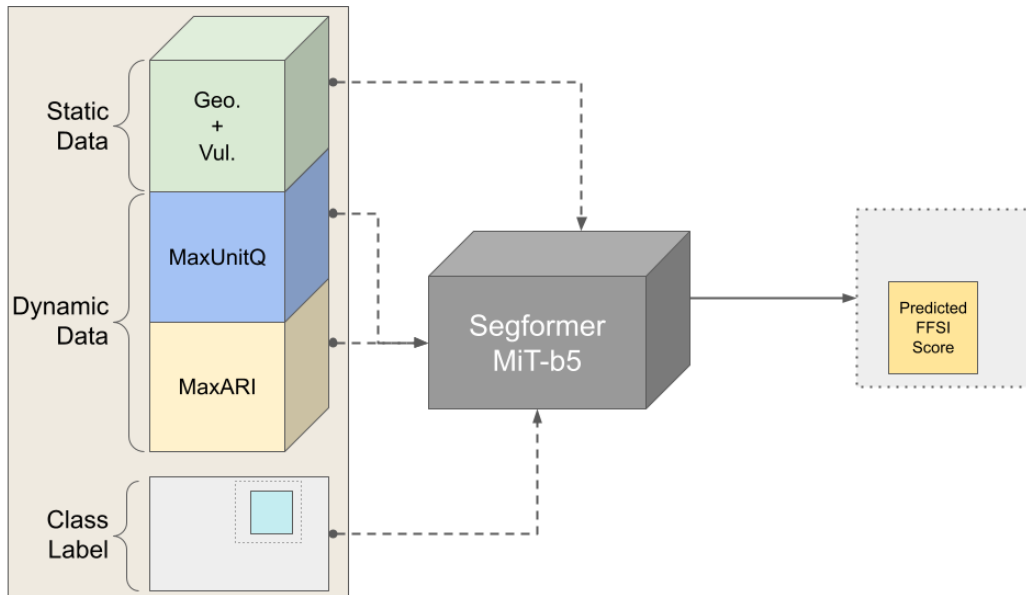 Static
Data
Geo.
+
Vul.
Dynamic
Data
MaxUnitQ
MaxARI
Class
Label
Segformer
MiT-b5
Predicted
FFSI
Score